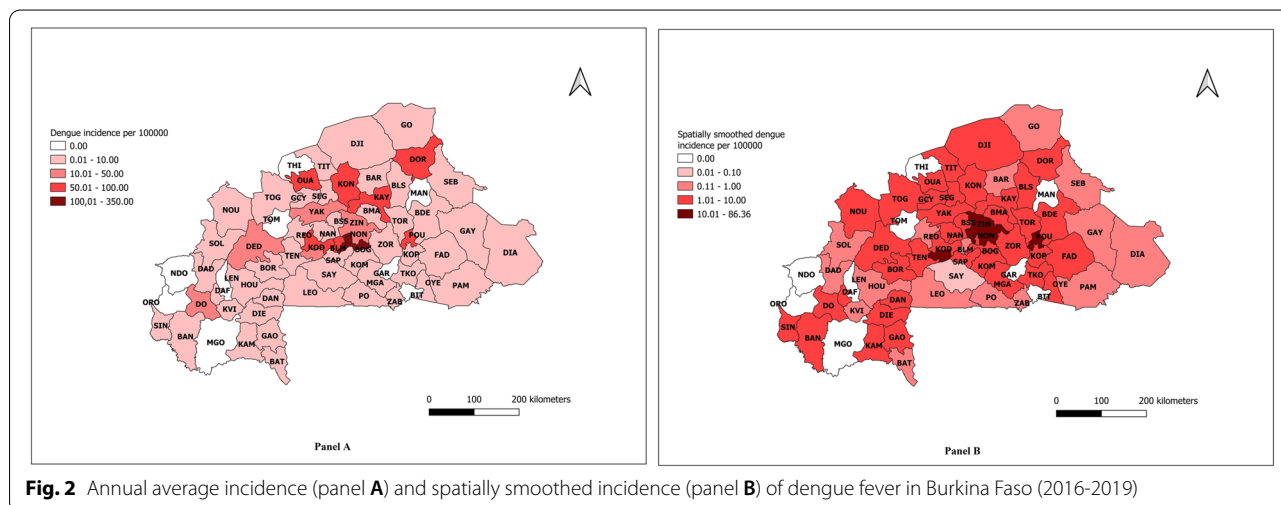 Dengue incidence per 100000
0.00
0.01 - 10.00
10.01 - 50.00
50.01 - 100.00
100,01 - 350.00
GO
DJI
DOR
THI
TIT
OUA
KON
BAR
BLS
SEB
MAN
TOG
GCY
SEG
KAY
NOU
TOM
YAK
BSS
BMA
TOR
BDE
ZIN
GAY
SOL
DED
REO
NAN
NON
POU
DIA
KOD
BLM
BOG
ZOR
KOP
FAD
NDO
DAD
BOR
TEN
SAP
KOM
GAR
TKO
LEN
HOU
SAY
MGA
OYE
PAM
ORO
DAF
DO
DAN
LEO
PO
ZAB
BIT
KVI
DIE
SIN
BAN
MGO
KAM
GAO
BAT
0 100 200 kilometers
Panel A
Spatially smoothed dengue
incidence per 100000
0.00
0.01 - 0.10
0.11 - 1.00
1.01 - 10.00
10.01 - 86.36
GO
DJI
DOR
THI
TIT
OUA
KON
BAR
BLS
SEB
MAN
TOG
GCY
SEG
KAY
NOU
TOM
YAK
BSS
BMA
TOR
BDE
ZIN
GAY
SOL
DED
REO
NAN
NON
POU
DIA
KOD
BLM
BOG
ZOR
KOP
FAD
NDO
DAD
BOR
TEN
SAP
KOM
GAR
TKO
LEN
HOU
SAY
MGA
OYE
PAM
ORO
DAF
DO
DAN
LEO
PO
ZAB
BIT
KVI
DIE
SIN
BAN
MGO
KAM
GAO
BAT
0 100 200 kilometers
Panel B
Fig. 2 Annual average incidence (panel A) and spatially smoothed incidence (panel B) of dengue fever in Burkina Faso (2016-2019)